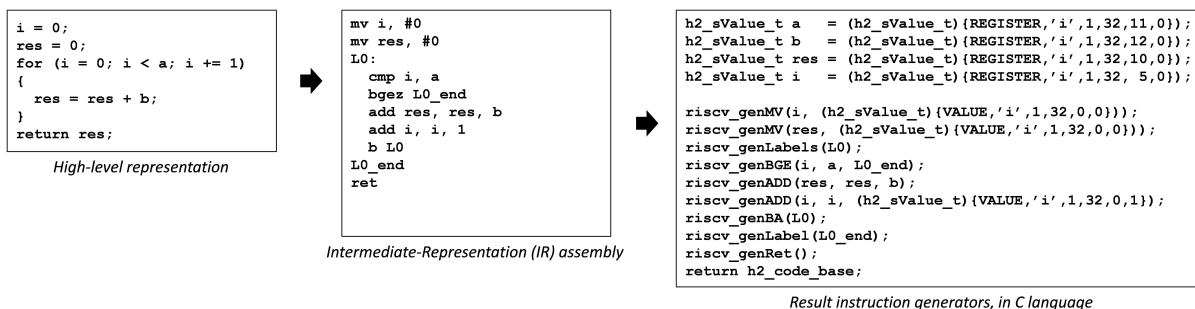 i = 0;
res = 0;
for (i = 0; i < a; i += 1)
{
  res = res + b;
}
return res;
High-level representation
mv i, #0
mv res, #0
L0:
  cmp i, a
  bgez L0_end
  add res, res, b
  add i, i, 1
  b L0
L0_end
ret
Intermediate-Representation (IR) assembly
h2_sValue_t a   = (h2_sValue_t){REGISTER,'i',1,32,11,0});
h2_sValue_t b   = (h2_sValue_t){REGISTER,'i',1,32,12,0});
h2_sValue_t res = (h2_sValue_t){REGISTER,'i',1,32,10,0});
h2_sValue_t i   = (h2_sValue_t){REGISTER,'i',1,32, 5,0});
riscv_genMV(i, (h2_sValue_t){VALUE,'i',1,32,0,0}));
riscv_genMV(res, (h2_sValue_t){VALUE,'i',1,32,0,0}));
riscv_genLabels(L0);
riscv_genBGE(i, a, L0_end);
riscv_genADD(res, res, b);
riscv_genADD(i, i, (h2_sValue_t){VALUE,'i',1,32,0,1});
riscv_genBA(L0);
riscv_genLabel(L0_end);
riscv_genRet();
return h2_code_base;
Result instruction generators, in C language